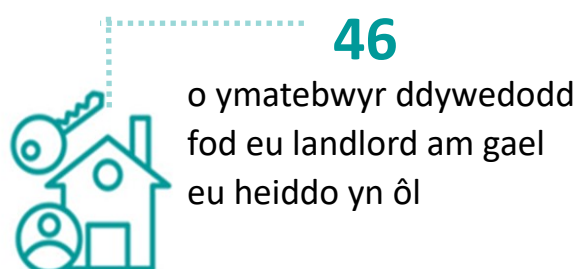 46
o ymatebwyr ddywedodd
fod eu landlord am gael
eu heiddo yn ôl